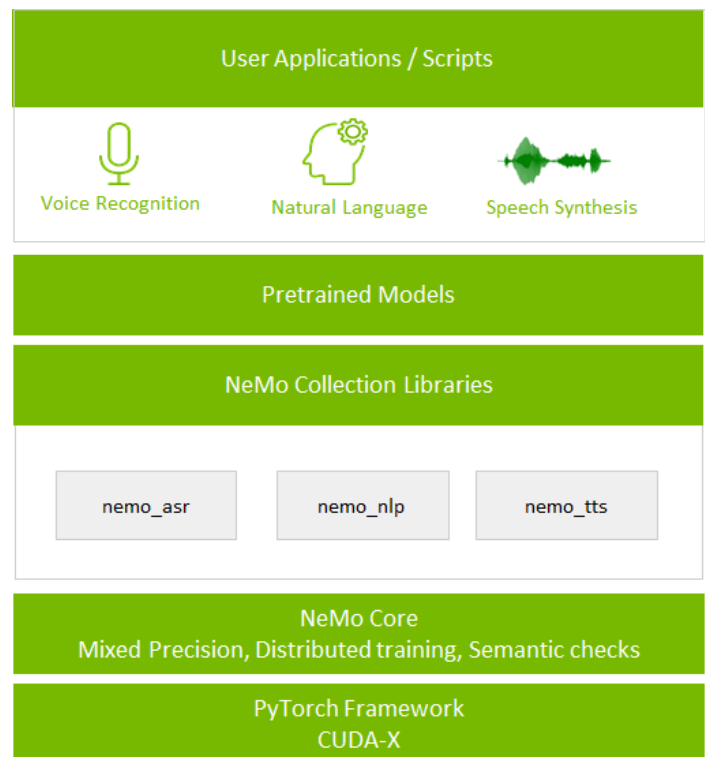 User Applications / Scripts
Voice Recognition
Natural Language
Speech Synthesis
Pretrained Models
NeMo Collection Libraries
nemo_asr
nemo_nlp
nemo_tts
NeMo Core
Mixed Precision, Distributed training, Semantic checks
PyTorch Framework
CUDA-X